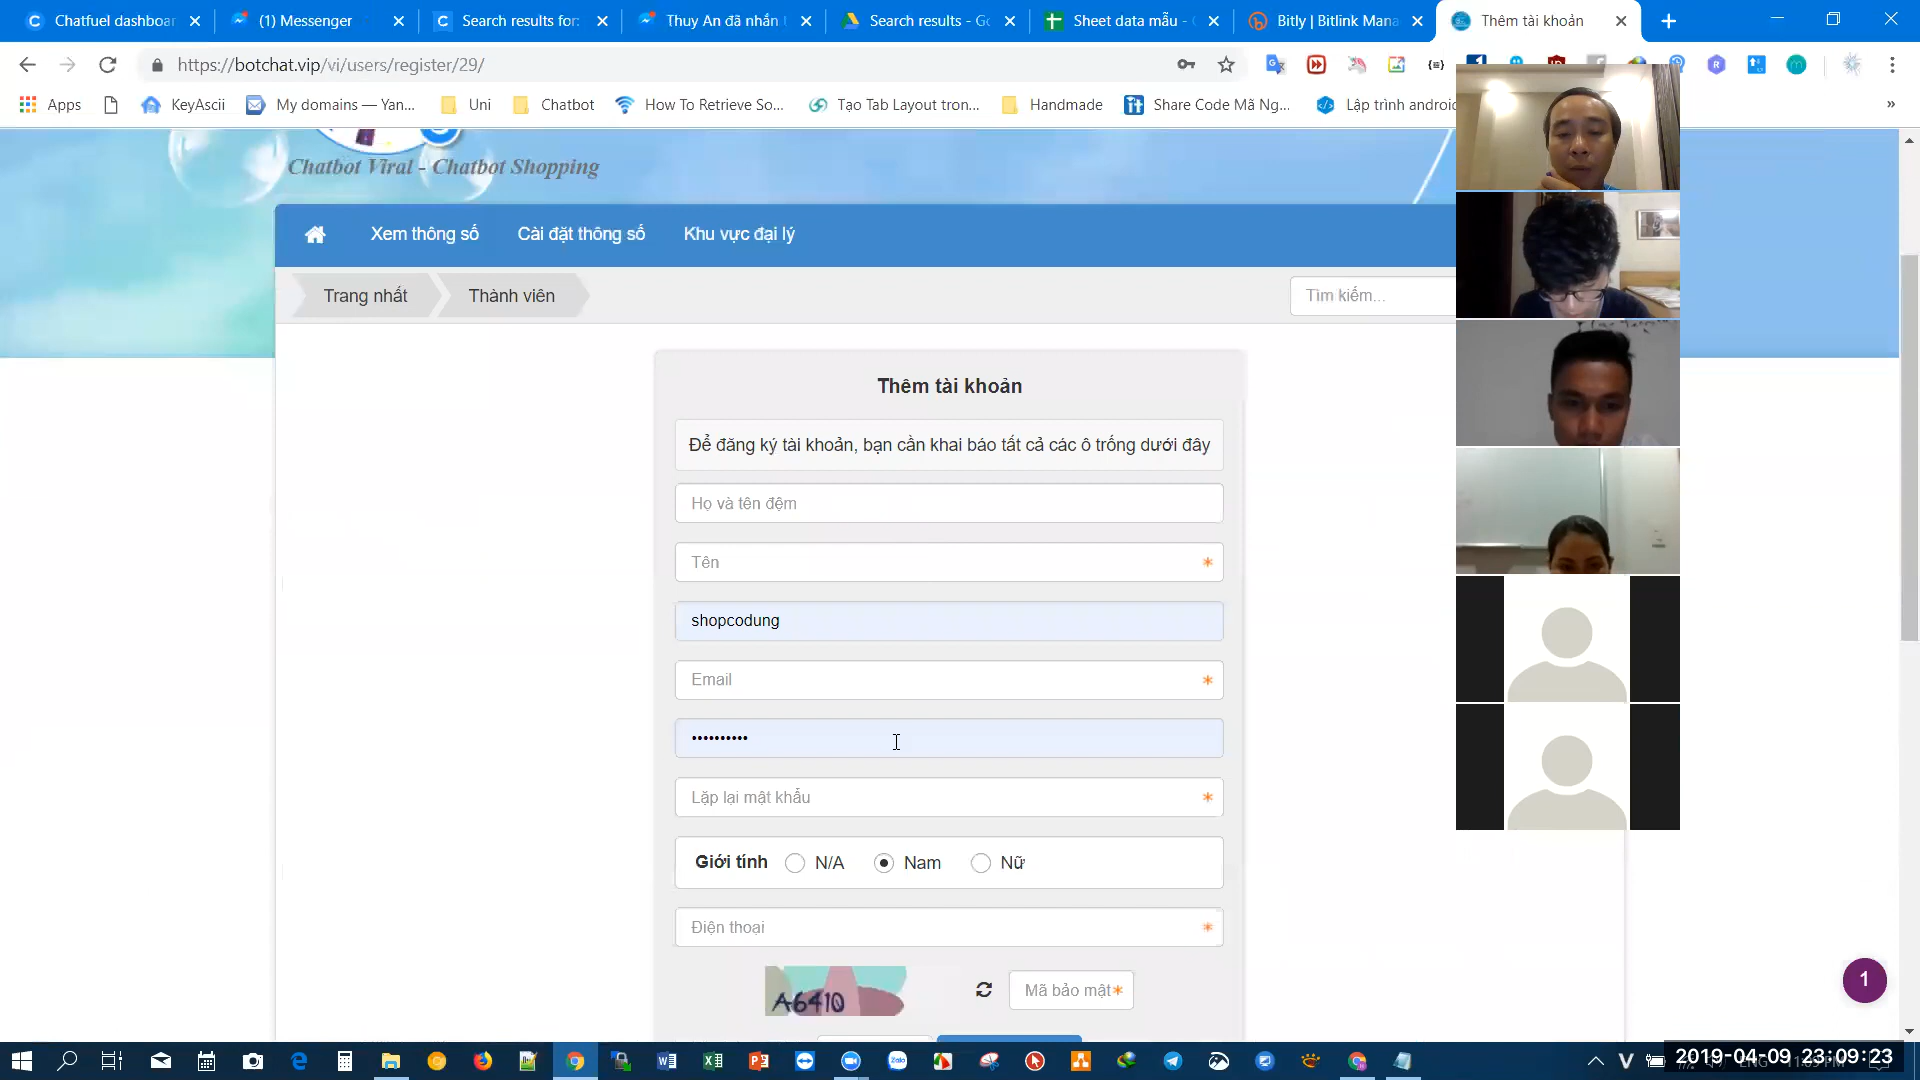 Chatfuel dashboar
(1) Messenger
Search results for:
Thuy An đã nhắn
Search results - Go
Sheet data mẫu -
Bitly | Bitlink Mana
Thêm tài khoản
https://botchat.vip/vi/users/register/29/
Apps
KeyAscii
My domains — Yan...
Uni
Chatbot
How To Retrieve So...
Tạo Tab Layout tron...
Handmade
Share Code Mã Ng...
Lập trình android
Chatbot Viral - Chatbot Shopping
Xem thông số
Cài đặt thông số
Khu vực đại lý
Trang nhất
Thành viên
Tìm kiếm...
Thêm tài khoản
Để đăng ký tài khoản, bạn cần khai báo tất cả các ô trống dưới đây
Họ và tên đệm
Tên *
shopcodung
Email *
••••••••••
Lặp lại mật khẩu *
Giới tính N/A Nam Nữ
Điện thoại *
A6410
Mã bảo mật*
1
2019-04-09 23:09:23